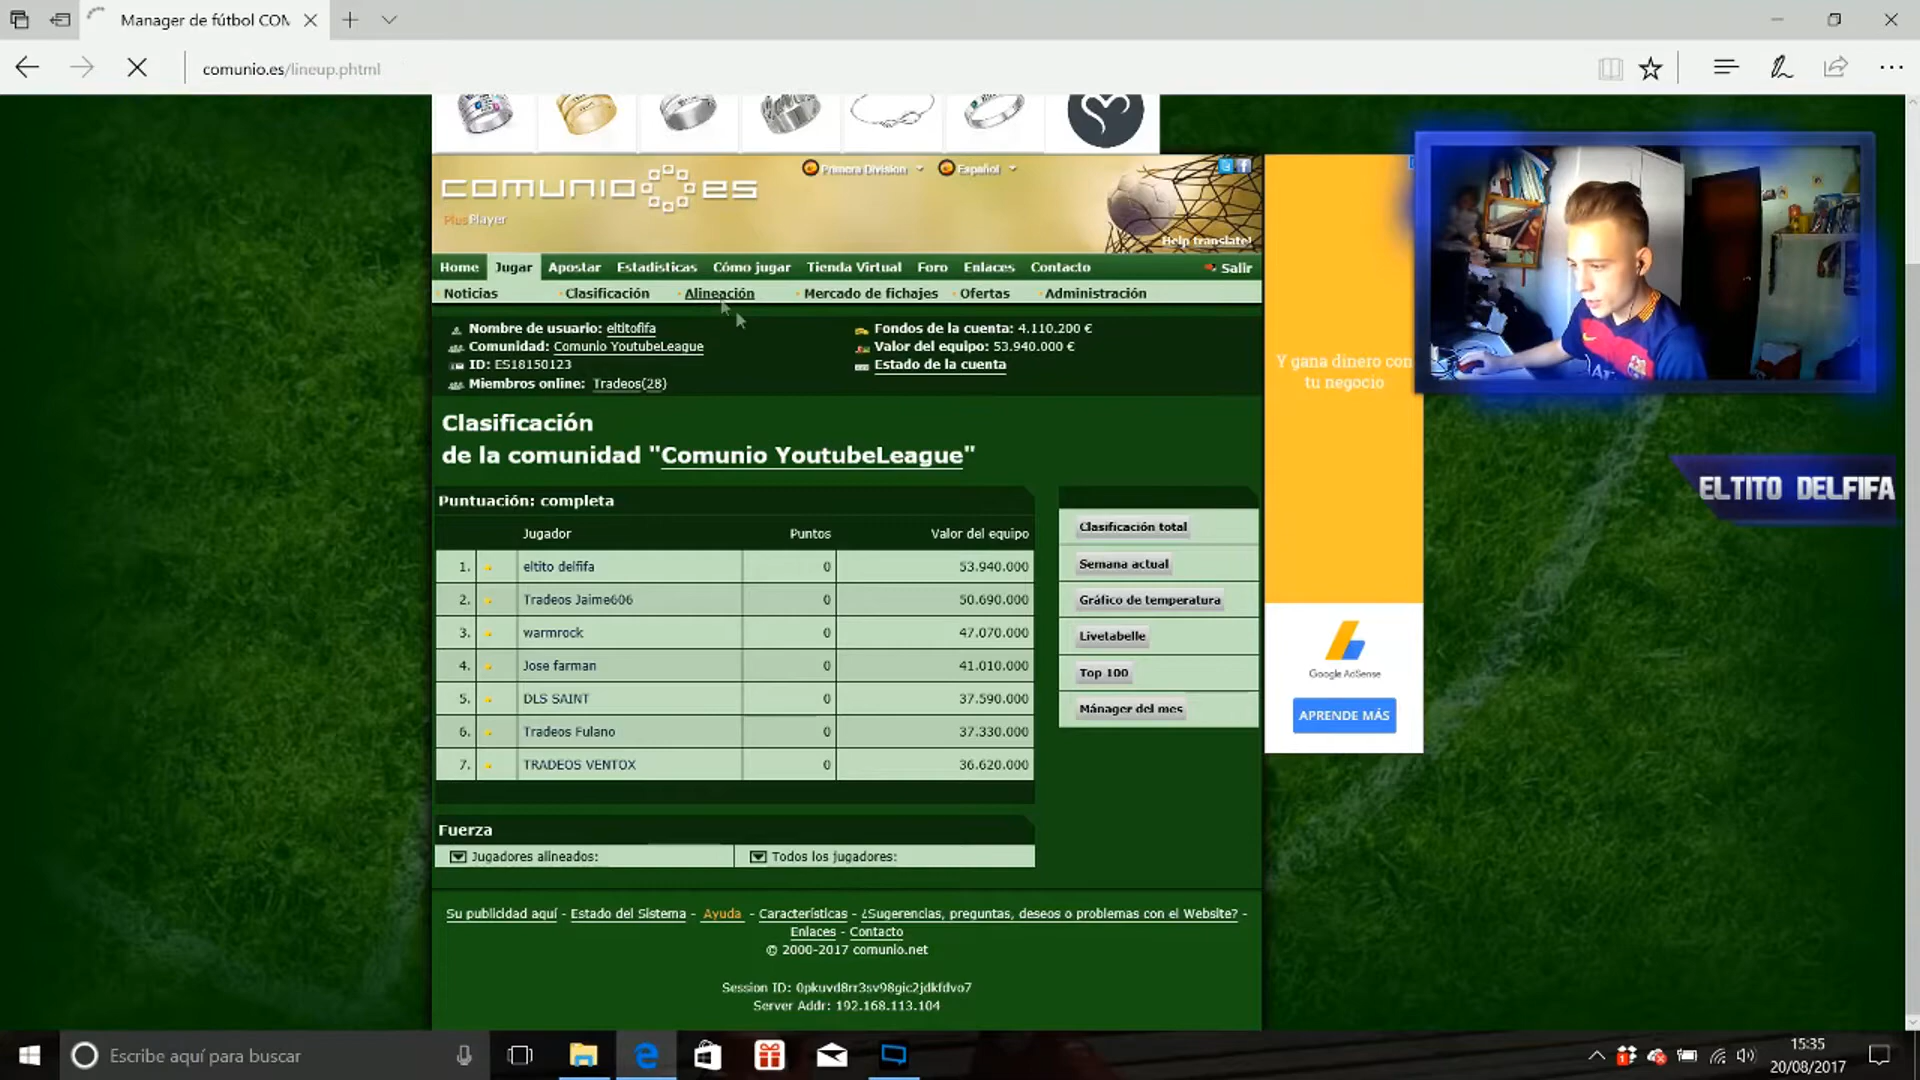 Manager de fútbol COM
comunio.es/lineup.phtml
comunio es
PlusPlayer
Primera Division
Español
Help translate!
Home Jugar Apostar Estadísticas Cómo jugar Tienda Virtual Foro Enlaces Contacto Salir
Noticias Clasificación Alineación Mercado de fichajes Ofertas Administración
Nombre de usuario: eltitofifa
Comunidad: Comunio YoutubeLeague
ID: ES18150123
Miembros online: Tradeos(28)
Fondos de la cuenta: 4.110.200 €
Valor del equipo: 53.940.000 €
Estado de la cuenta
Y gana dinero con
tu negocio
ELTITO DELFIFA
Clasificación
de la comunidad "Comunio YoutubeLeague"
Puntuación: completa
Jugador Puntos Valor del equipo
1. eltito delfifa 0 53.940.000
2. Tradeos Jaime606 0 50.690.000
3. warmrock 0 47.070.000
4. Jose farman 0 41.010.000
5. DLS SAINT 0 37.590.000
6. Tradeos Fulano 0 37.330.000
7. TRADEOS VENTOX 0 36.620.000
Clasificación total
Semana actual
Gráfico de temperatura
Livetabelle
Top 100
Mánager del mes
Google AdSense
APRENDE MÁS
Fuerza
Jugadores alineados: Todos los jugadores:
Su publicidad aquí - Estado del Sistema - Ayuda - Características - ¿Sugerencias, preguntas, deseos o problemas con el Website? -
Enlaces - Contacto
© 2000-2017 comunio.net
Session ID: 0pkuvd8rr3sv98gic2jdkfdvo7
Server Addr: 192.168.113.104
Escribe aquí para buscar
15:35
20/08/2017